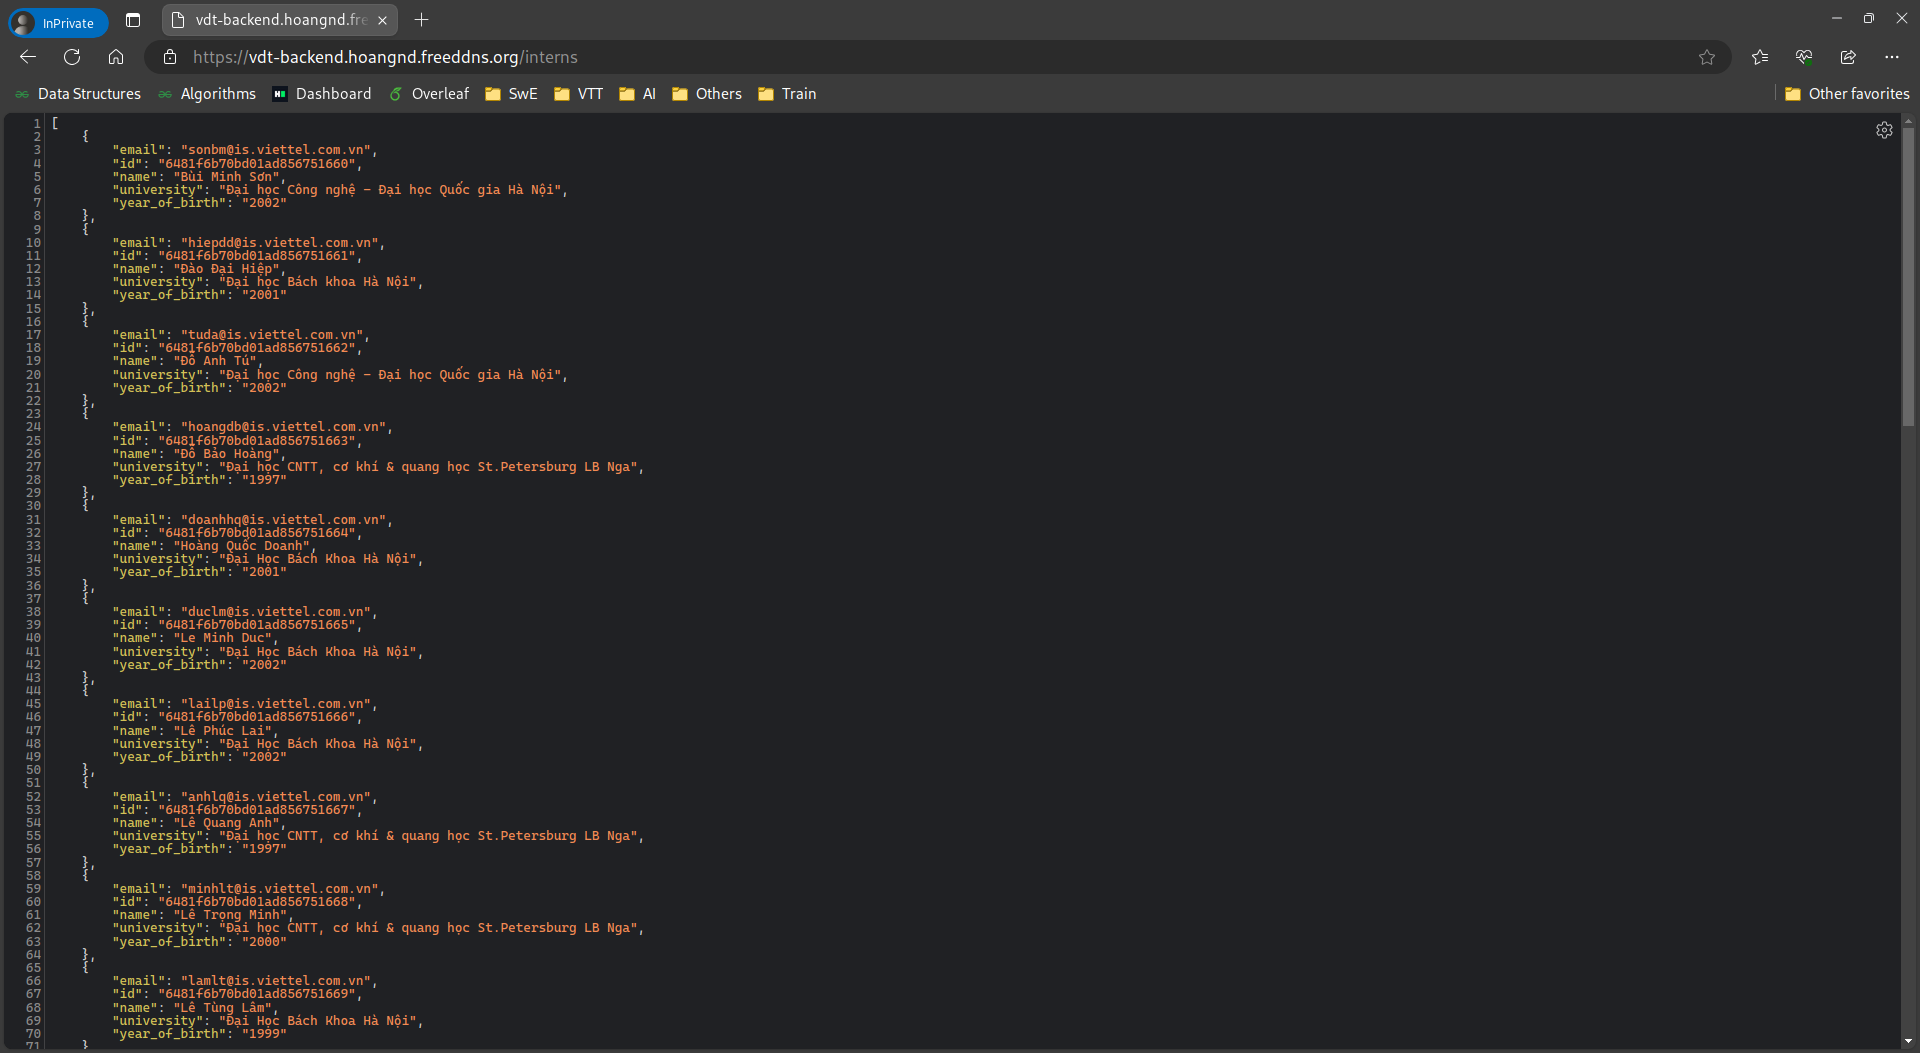 InPrivate
vdt-backend.hoangnd.fre
https://vdt-backend.hoangnd.freeddns.org/interns
Data Structures Algorithms Dashboard Overleaf SwE VTT AI Others Train Other favorites
1 [
2 {
3 "email": "sonbm@is.viettel.com.vn",
4 "id": "6481f6b70bd01ad856751660",
5 "name": "Bùi Minh Sơn",
6 "university": "Đại học Công nghệ - Đại học Quốc gia Hà Nội",
7 "year_of_birth": "2002"
8 },
9 {
10 "email": "hiepdd@is.viettel.com.vn",
11 "id": "6481f6b70bd01ad856751661",
12 "name": "Đào Đại Hiệp",
13 "university": "Đại học Bách khoa Hà Nội",
14 "year_of_birth": "2001"
15 },
16 {
17 "email": "tuda@is.viettel.com.vn",
18 "id": "6481f6b70bd01ad856751662",
19 "name": "Đỗ Anh Tú",
20 "university": "Đại học Công nghệ - Đại học Quốc gia Hà Nội",
21 "year_of_birth": "2002"
22 },
23 {
24 "email": "hoangdb@is.viettel.com.vn",
25 "id": "6481f6b70bd01ad856751663",
26 "name": "Đỗ Bảo Hoàng",
27 "university": "Đại học CNTT, cơ khí & quang học St.Petersburg LB Nga",
28 "year_of_birth": "1997"
29 },
30 {
31 "email": "doanhhq@is.viettel.com.vn",
32 "id": "6481f6b70bd01ad856751664",
33 "name": "Hoàng Quốc Doanh",
34 "university": "Đại Học Bách Khoa Hà Nội",
35 "year_of_birth": "2001"
36 },
37 {
38 "email": "duclm@is.viettel.com.vn",
39 "id": "6481f6b70bd01ad856751665",
40 "name": "Le Minh Duc",
41 "university": "Đại Học Bách Khoa Hà Nội",
42 "year_of_birth": "2002"
43 },
44 {
45 "email": "lailp@is.viettel.com.vn",
46 "id": "6481f6b70bd01ad856751666",
47 "name": "Lê Phúc Lai",
48 "university": "Đại Học Bách Khoa Hà Nội",
49 "year_of_birth": "2002"
50 },
51 {
52 "email": "anhlq@is.viettel.com.vn",
53 "id": "6481f6b70bd01ad856751667",
54 "name": "Lê Quang Anh",
55 "university": "Đại học CNTT, cơ khí & quang học St.Petersburg LB Nga",
56 "year_of_birth": "1997"
57 },
58 {
59 "email": "minhlt@is.viettel.com.vn",
60 "id": "6481f6b70bd01ad856751668",
61 "name": "Lê Trọng Minh",
62 "university": "Đại học CNTT, cơ khí & quang học St.Petersburg LB Nga",
63 "year_of_birth": "2000"
64 },
65 {
66 "email": "lamlt@is.viettel.com.vn",
67 "id": "6481f6b70bd01ad856751669",
68 "name": "Lê Tùng Lâm",
69 "university": "Đại Học Bách Khoa Hà Nội",
70 "year_of_birth": "1999"
71 }